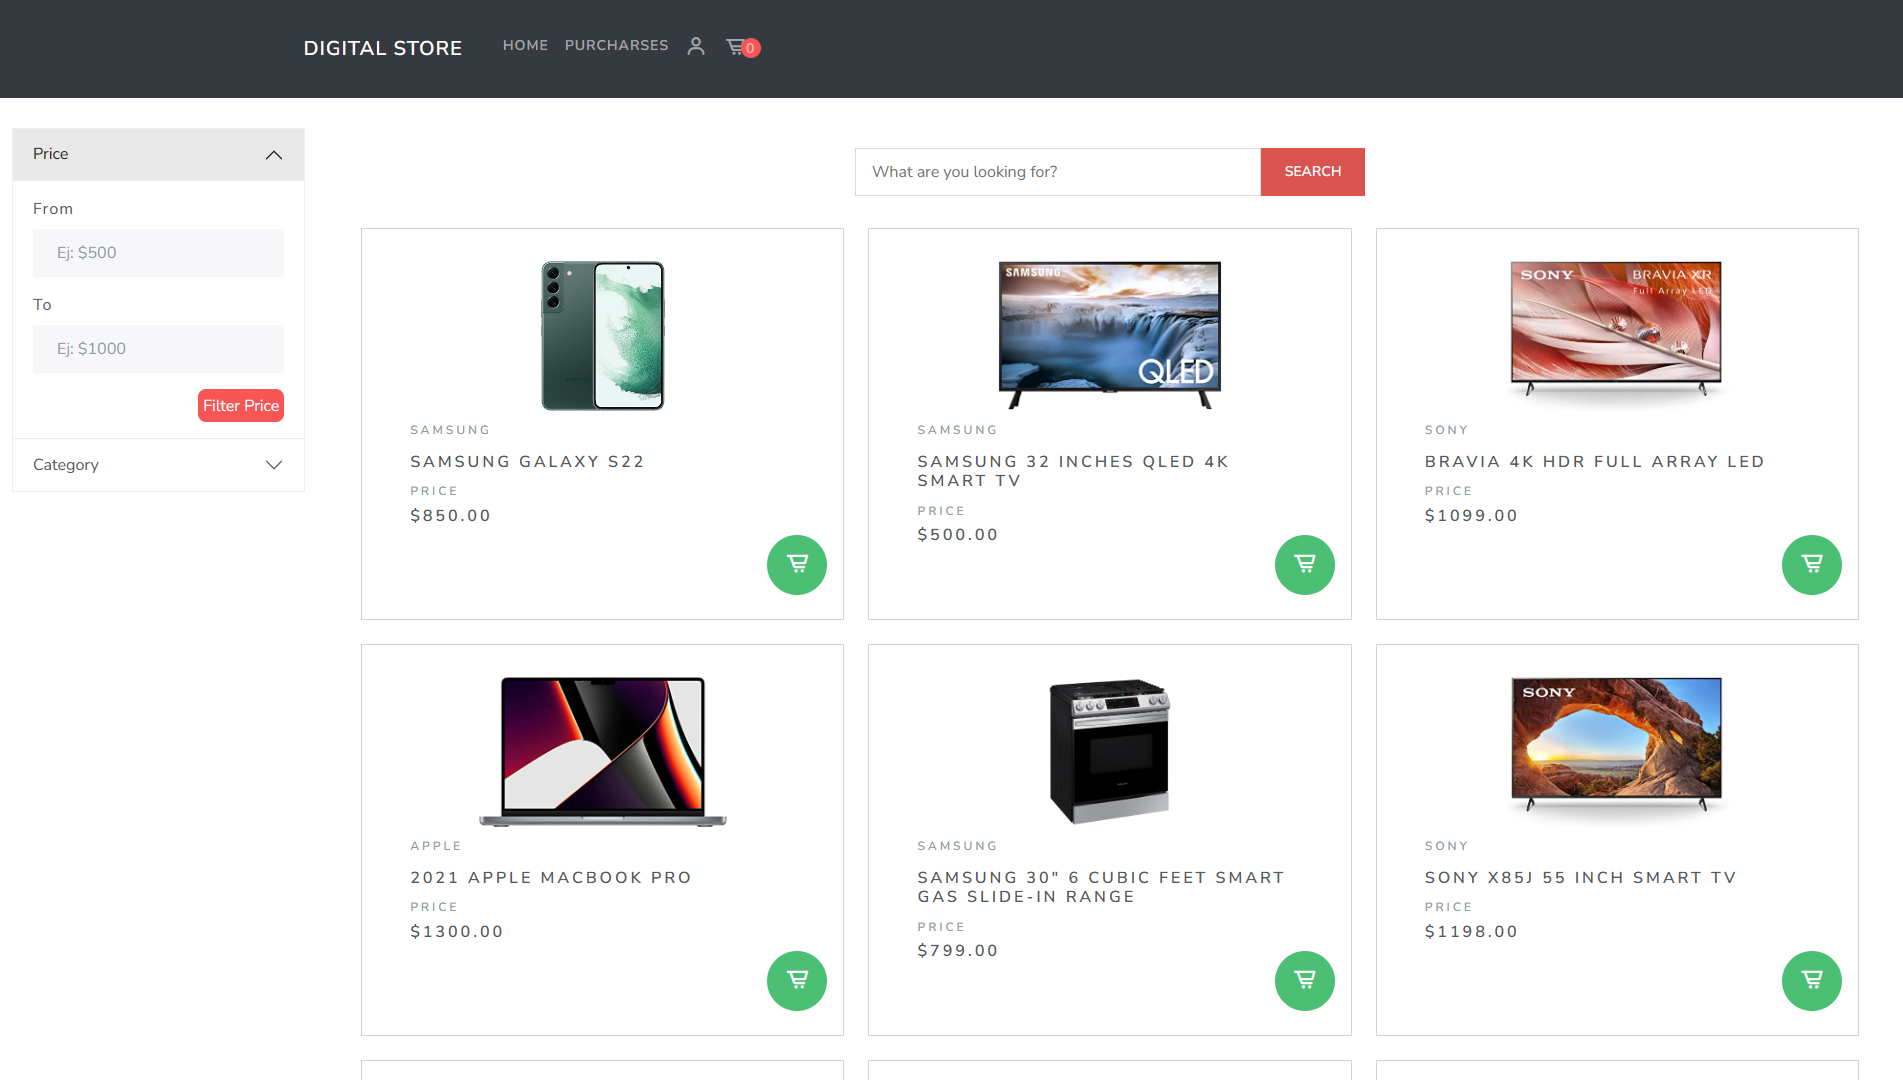 DIGITAL STORE
HOME
PURCHARSES
0
Price
From
Ej: $500
To
Ej: $1000
Filter Price
Category
What are you looking for?
SEARCH
SAMSUNG
SAMSUNG GALAXY S22
PRICE
$850.00
SAMSUNG
QLED
SAMSUNG
SAMSUNG 32 INCHES QLED 4K
SMART TV
PRICE
$500.00
SONY
BRAVIA XR
Full Array LED
SONY
BRAVIA 4K HDR FULL ARRAY LED
PRICE
$1099.00
APPLE
2021 APPLE MACBOOK PRO
PRICE
$1300.00
SAMSUNG
SAMSUNG 30" 6 CUBIC FEET SMART
GAS SLIDE-IN RANGE
PRICE
$799.00
SONY
SONY
SONY X85J 55 INCH SMART TV
PRICE
$1198.00